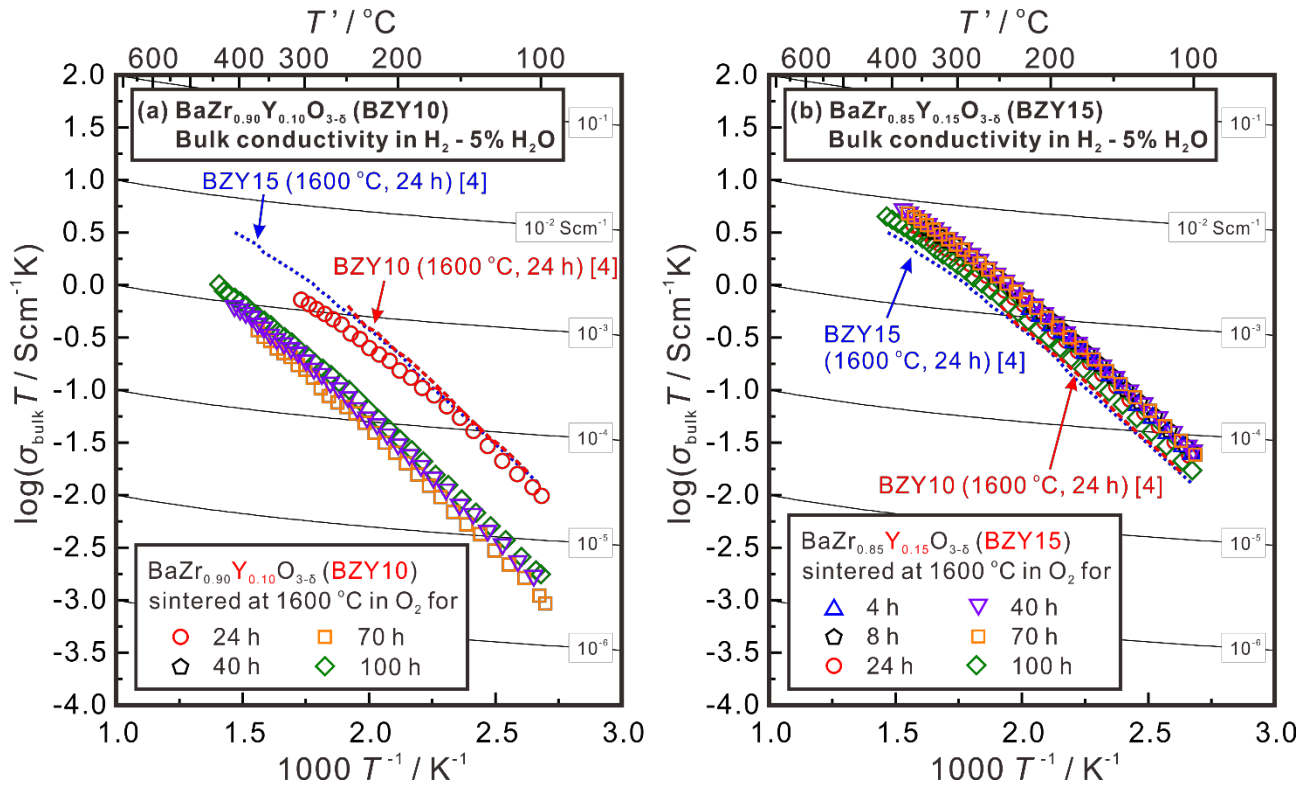 T ’ / °C
600 400 300 200 100
2.0
1.5
1.0
0.5
0.0
-0.5
-1.0
-1.5
-2.0
-2.5
-3.0
-3.5
-4.0
log(σbulk T / Scm⁻¹K)
(a) BaZr0.90Y0.10O3-δ (BZY10)
Bulk conductivity in H₂ - 5% H₂O
10⁻¹
BZY15 (1600 °C, 24 h) [4]
10⁻² Scm⁻¹
BZY10 (1600 °C, 24 h) [4]
10⁻³
10⁻⁴
10⁻⁵
10⁻⁶
BaZr0.90Y0.10O3-δ (BZY10)
sintered at 1600 °C in O₂ for
24 h 70 h
40 h 100 h
1.0 1.5 2.0 2.5 3.0
1000 T⁻¹ / K⁻¹
T ’ / °C
600 400 300 200 100
2.0
1.5
1.0
0.5
0.0
-0.5
-1.0
-1.5
-2.0
-2.5
-3.0
-3.5
-4.0
log(σbulk T / Scm⁻¹K)
(b) BaZr0.85Y0.15O3-δ (BZY15)
Bulk conductivity in H₂ - 5% H₂O
10⁻¹
10⁻² Scm⁻¹
10⁻³
BZY15
(1600 °C, 24 h) [4]
10⁻⁴
BZY10 (1600 °C, 24 h) [4]
10⁻⁵
10⁻⁶
BaZr0.85Y0.15O3-δ (BZY15)
sintered at 1600 °C in O₂ for
4 h 40 h
8 h 70 h
24 h 100 h
1.0 1.5 2.0 2.5 3.0
1000 T⁻¹ / K⁻¹